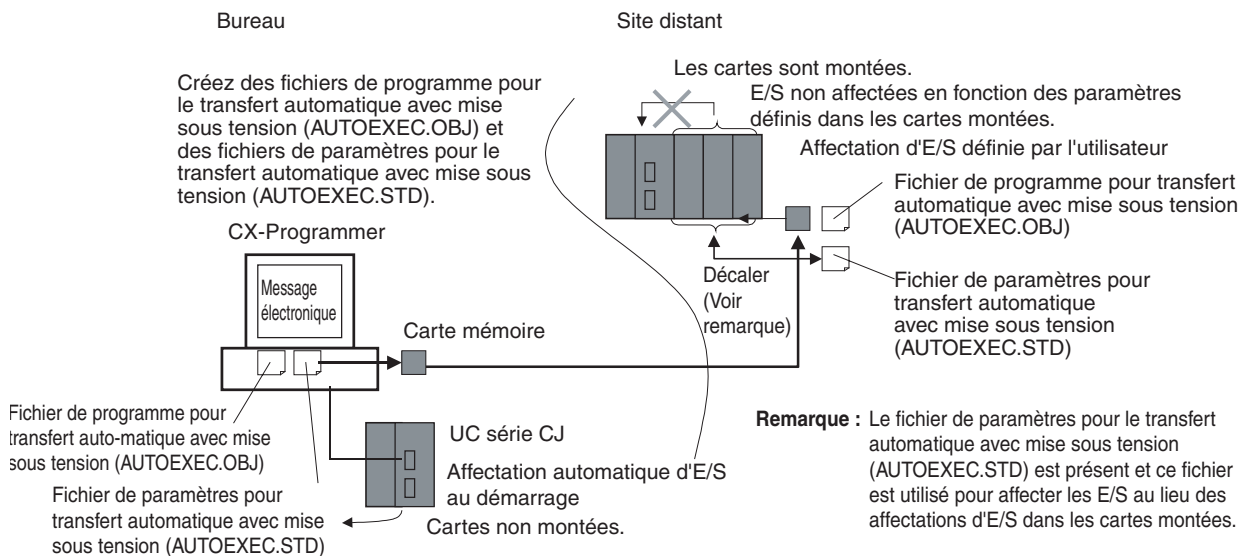 Bureau
Site distant
Créez des fichiers de programme pour
le transfert automatique avec mise
sous tension (AUTOEXEC.OBJ) et
des fichiers de paramètres pour le
transfert automatique avec mise sous
tension (AUTOEXEC.STD).
CX-Programmer
Message
électronique
Carte mémoire
Fichier de programme pour
transfert auto-matique avec mise
sous tension (AUTOEXEC.OBJ)
Fichier de paramètres pour
transfert automatique avec mise
sous tension (AUTOEXEC.STD)
UC série CJ
Affectation automatique d'E/S
au démarrage
Cartes non montées.
Les cartes sont montées.
E/S non affectées en fonction des paramètres
définis dans les cartes montées.
Affectation d'E/S définie par l'utilisateur
Fichier de programme pour transfert
automatique avec mise sous tension
(AUTOEXEC.OBJ)
Décaler
(Voir
remarque)
Fichier de paramètres pour
transfert automatique
avec mise sous tension
(AUTOEXEC.STD)
Remarque : Le fichier de paramètres pour le transfert
automatique avec mise sous tension
(AUTOEXEC.STD) est présent et ce fichier
est utilisé pour affecter les E/S au lieu des
affectations d'E/S dans les cartes montées.